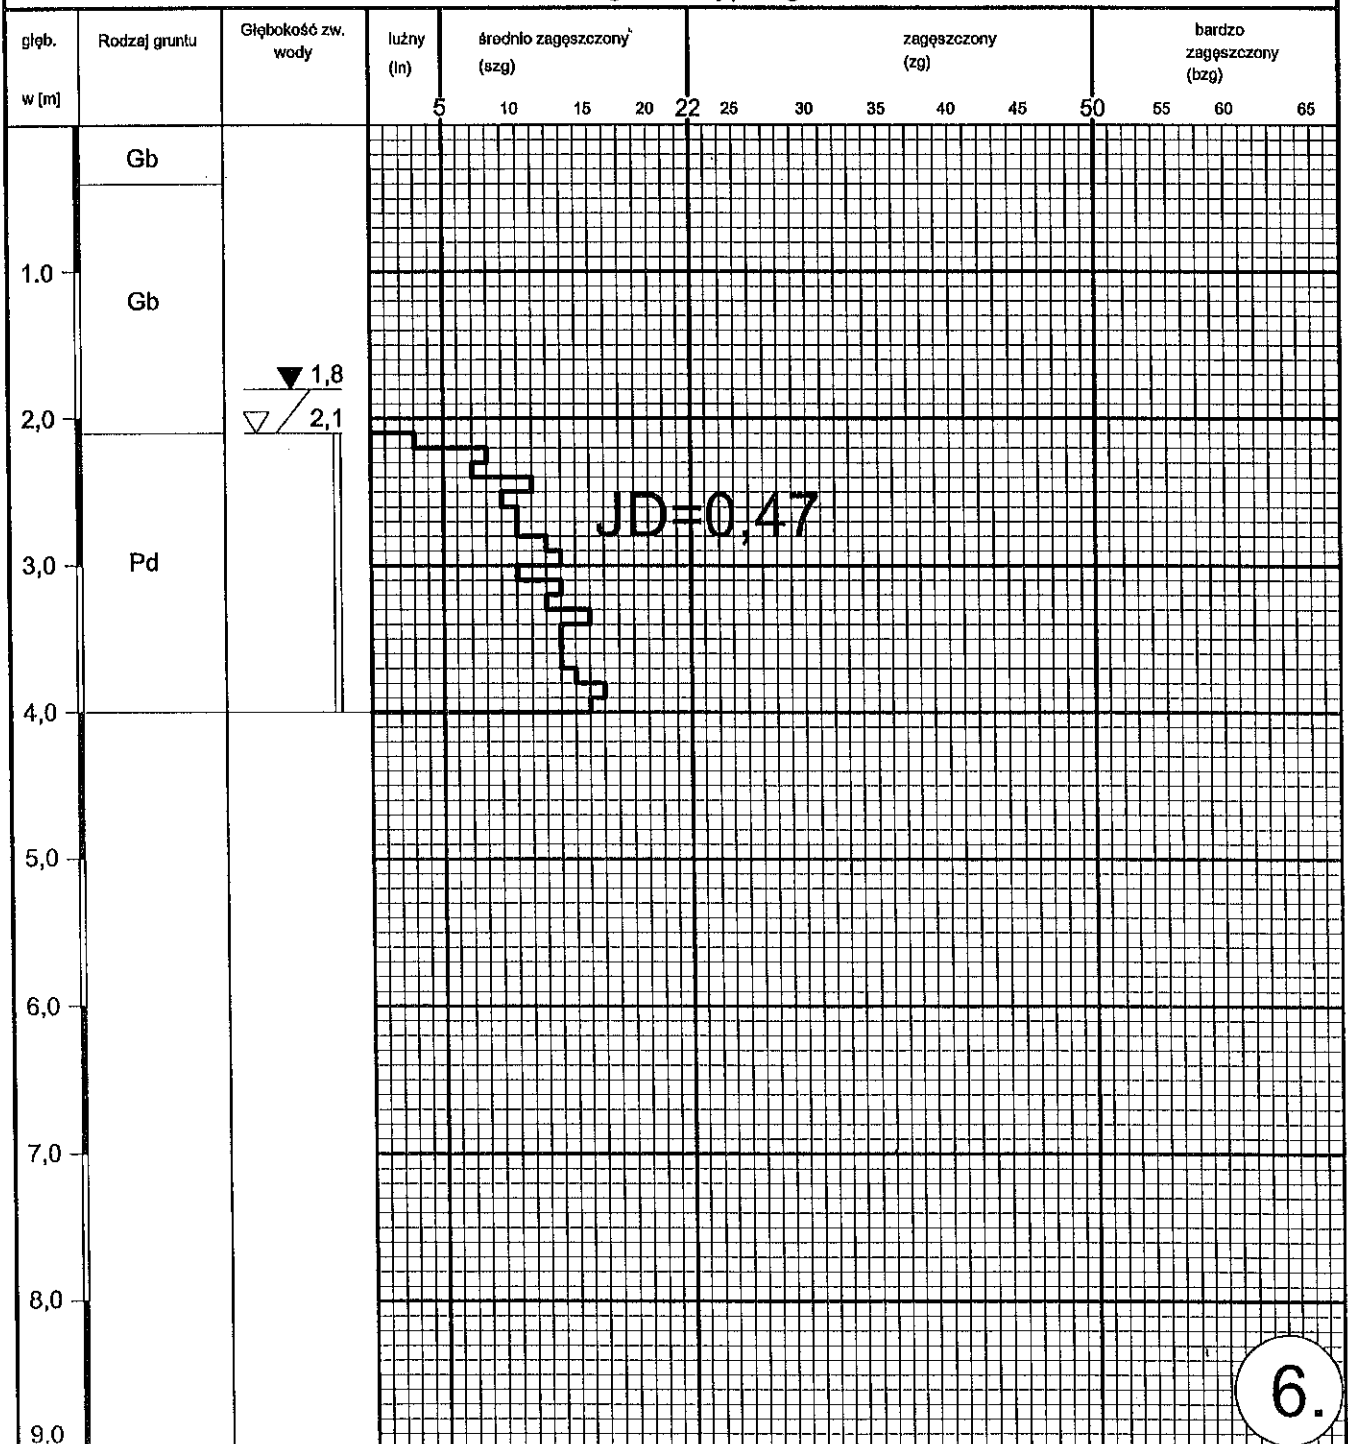 głęb.
w [m]
Rodzaj gruntu
Głębokość zw.
wody
luźny
(ln)
średnio zagęszczony
(szg)
zagęszczony
(zg)
bardzo
zagęszczony
(bzg)
5 10 15 20 22 25 30 35 40 45 50 55 60 65
Gb
1.0
Gb
1,8
2,0
2,1
JD=0,47
3,0
Pd
4,0
5,0
6,0
7,0
8,0
6.
9.0